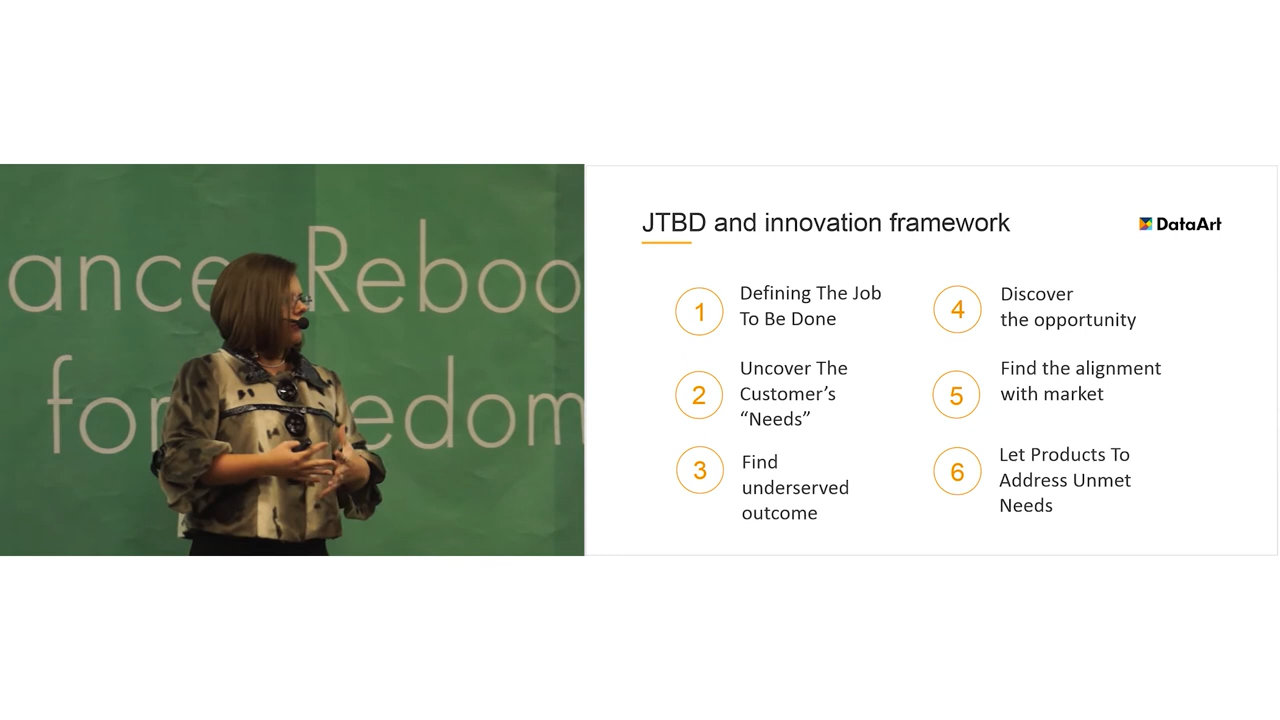 ance Reboo
for edom
JTBD and innovation framework
DataArt
1
Defining The Job
To Be Done
2
Uncover The
Customer’s
“Needs”
3
Find
underserved
outcome
4
Discover
the opportunity
5
Find the alignment
with market
6
Let Products To
Address Unmet
Needs